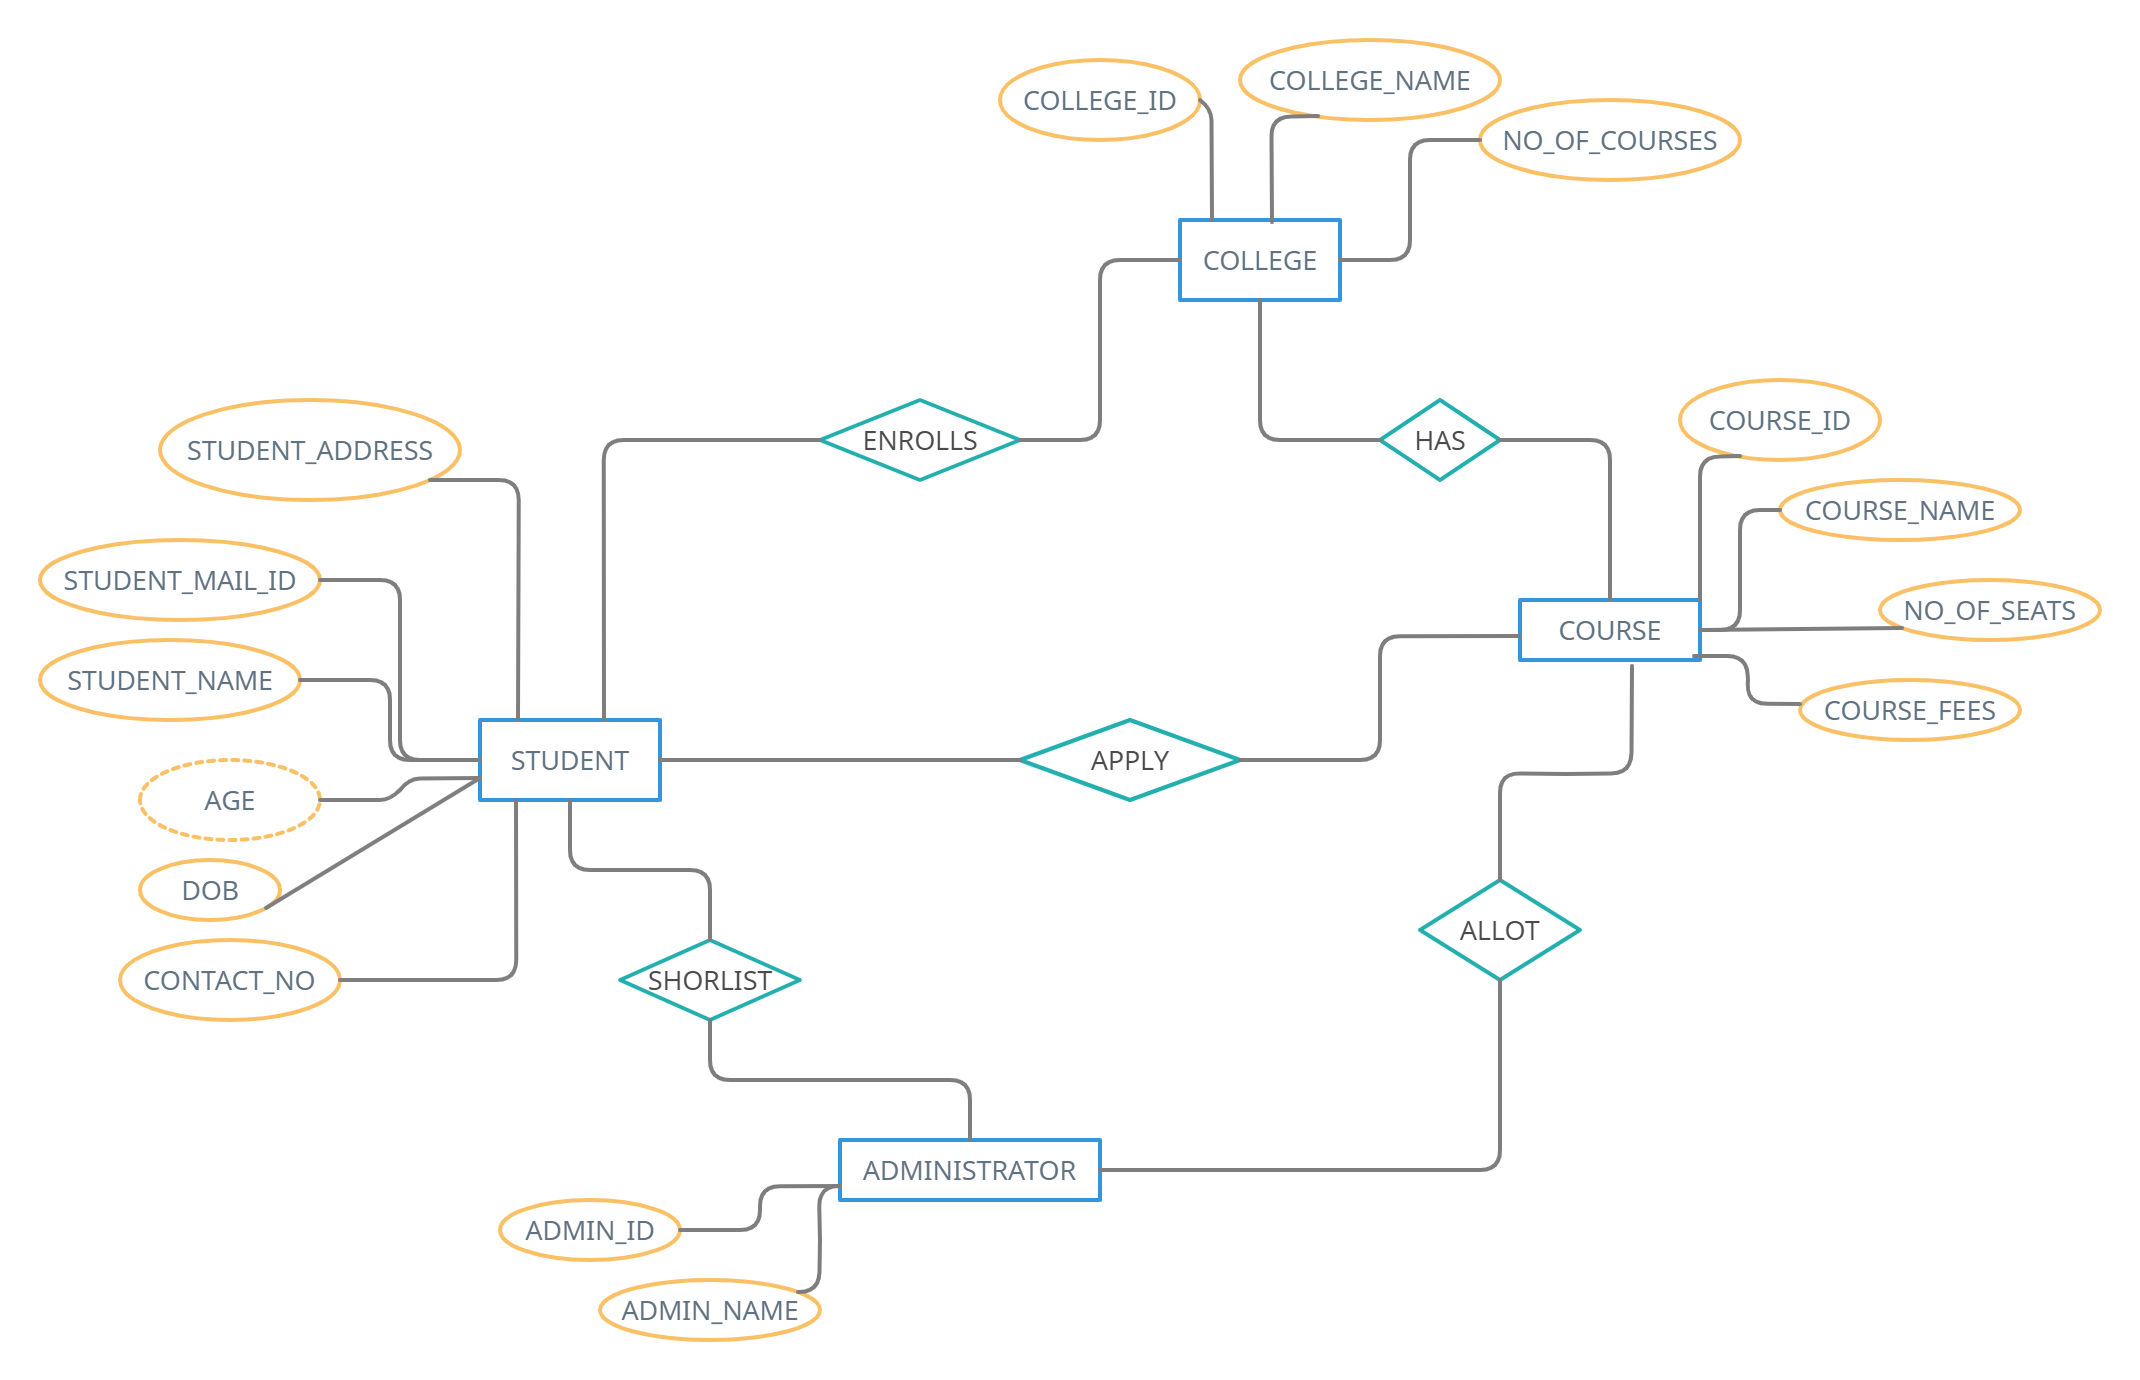 COLLEGE_NAME
COLLEGE_ID
NO_OF_COURSES
COLLEGE
COURSE_ID
ENROLLS
HAS
STUDENT_ADDRESS
COURSE_NAME
STUDENT_MAIL_ID
NO_OF_SEATS
COURSE
STUDENT_NAME
COURSE_FEES
STUDENT
APPLY
AGE
DOB
ALLOT
CONTACT_NO
SHORLIST
ADMINISTRATOR
ADMIN_ID
ADMIN_NAME